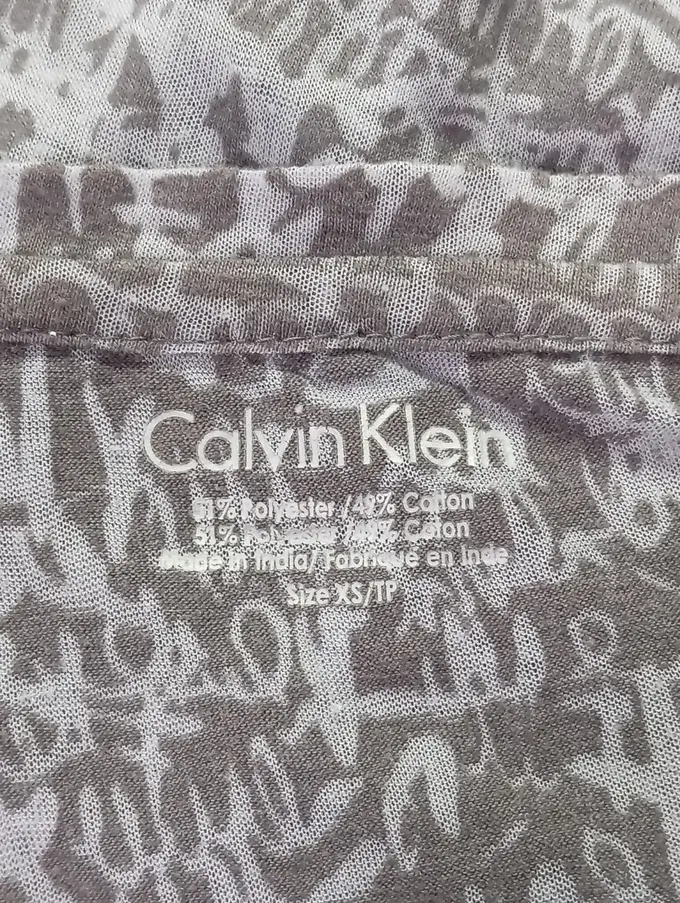 Calvin Klein
51% Polyester /49% Cotton
51% Polyester /49% Coton
Made in India/ Fabriqué en Inde
Size XS/TP